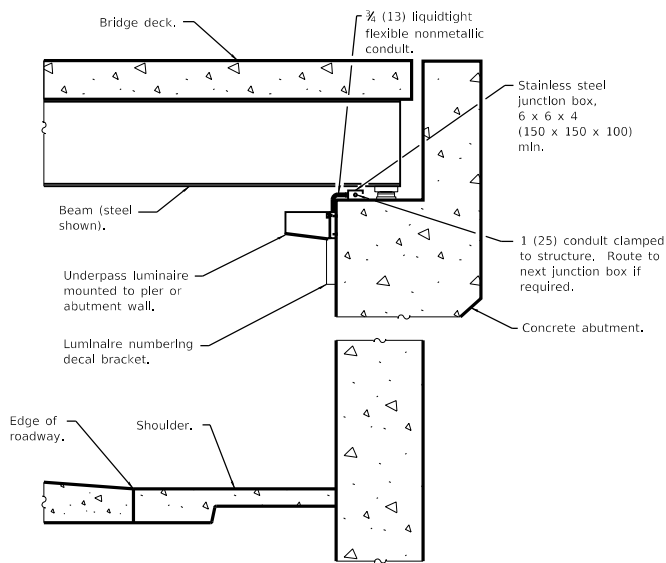 Bridge deck.
¾ (13) liquidtight
flexible nonmetallic
conduit.
Stainless steel
junction box,
6 x 6 x 4
(150 x 150 x 100)
min.
Beam (steel
shown).
1 (25) conduit clamped
to structure. Route to
next junction box if
required.
Underpass luminaire
mounted to pier or
abutment wall.
Concrete abutment.
Luminaire numbering
decal bracket.
Edge of
roadway.
Shoulder.